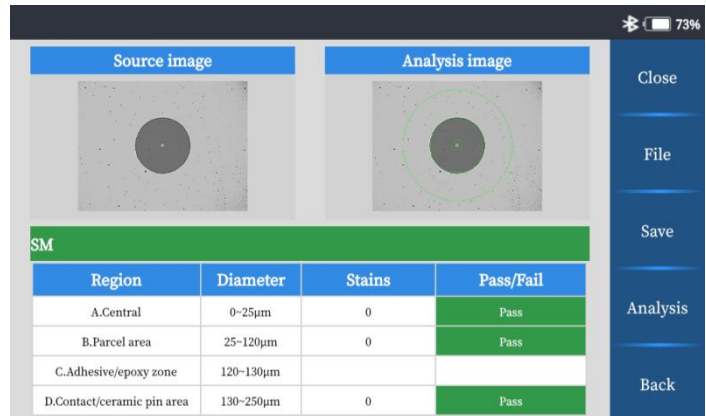 73%
Source image Analysis image
Close
File
Save
Analysis
Back
SM
Region Diameter Stains Pass/Fail
A.Central 0~25μm 0 Pass
B.Parcel area 25~120μm 0 Pass
C.Adhesive/epoxy zone 120~130μm
D.Contact/ceramic pin area 130~250μm 0 Pass